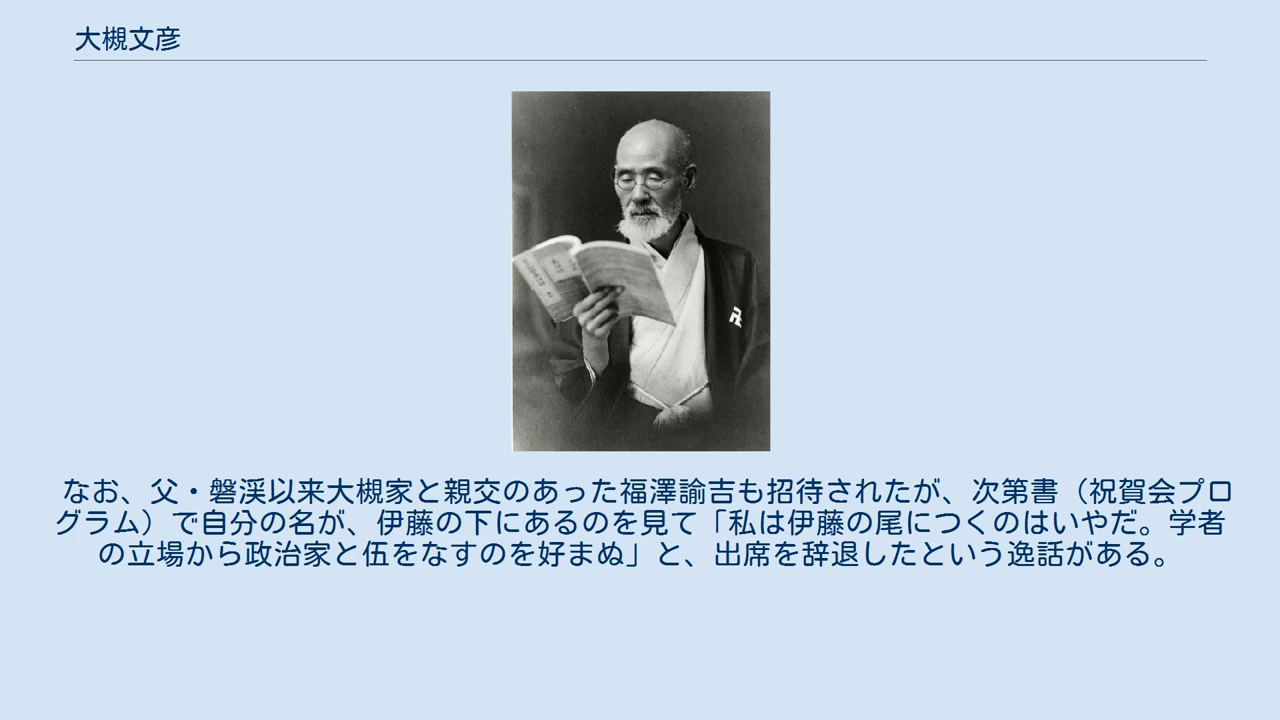 大槻文彦
なお、父・磐渓以来大槻家と親交のあった福澤諭吉も招待されたが、次第書（祝賀会プロ
グラム）で自分の名が、伊藤の下にあるのを見て「私は伊藤の尾につくのはいやだ。学者
の立場から政治家と伍をなすのを好まぬ」と、出席を辞退したという逸話がある。